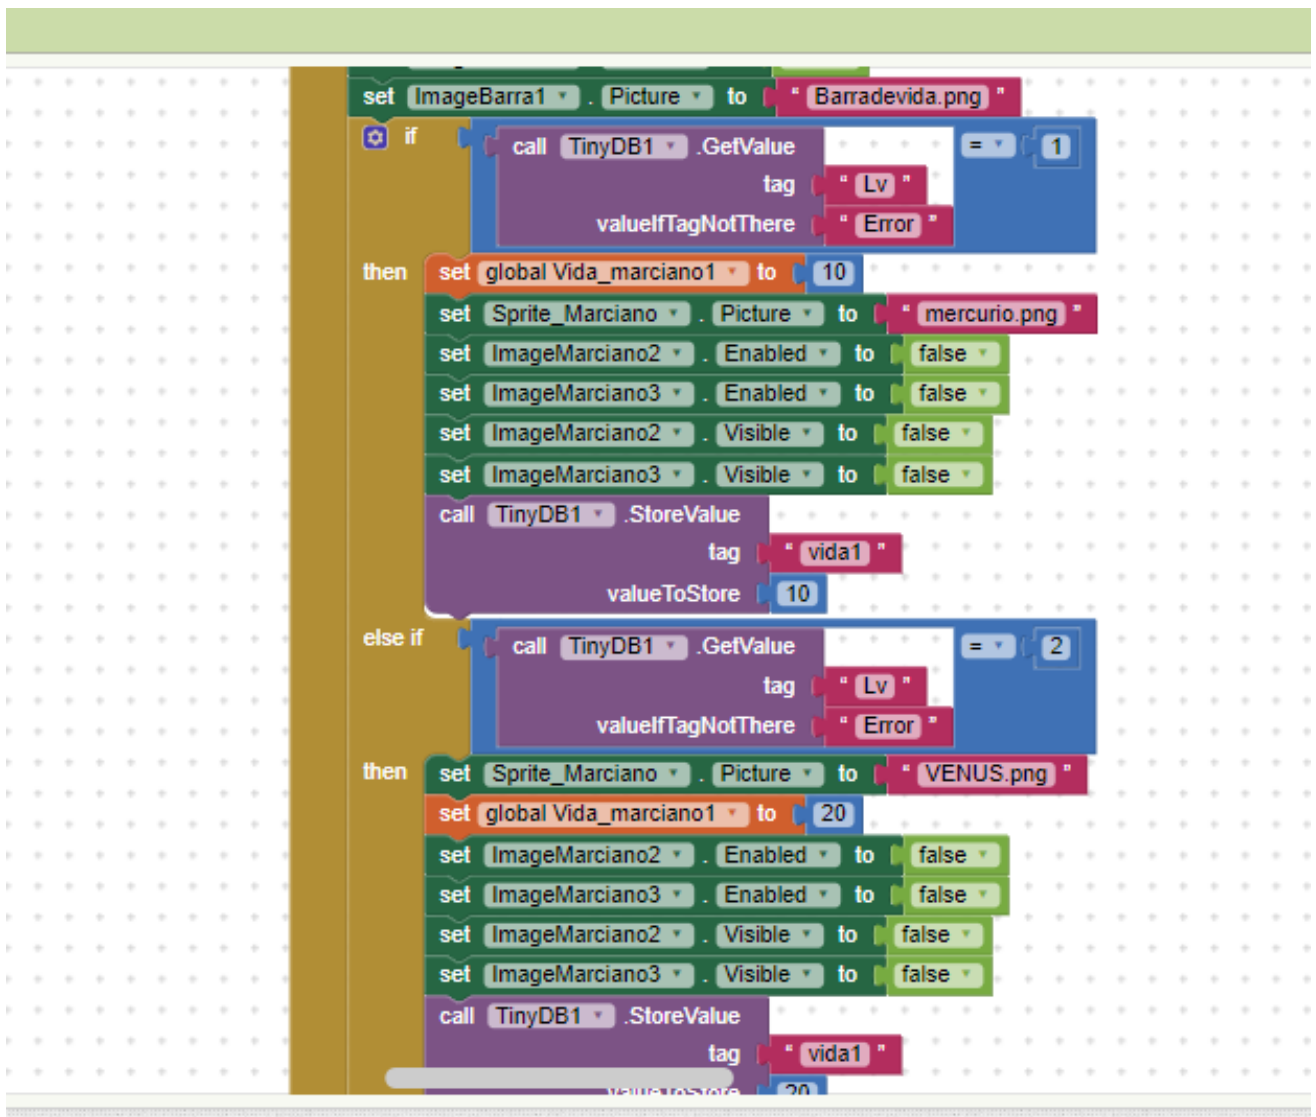 set ImageBarra1 . Picture to " Barradevida.png "
if call TinyDB1 .GetValue = 1
tag " Lv "
valueIfTagNotThere " Error "
then set global Vida_marciano1 to 10
set Sprite_Marciano . Picture to " mercurio.png "
set ImageMarciano2 . Enabled to false
set ImageMarciano3 . Enabled to false
set ImageMarciano2 . Visible to false
set ImageMarciano3 . Visible to false
call TinyDB1 .StoreValue
tag " vida1 "
valueToStore 10
else if call TinyDB1 .GetValue = 2
tag " Lv "
valueIfTagNotThere " Error "
then set Sprite_Marciano . Picture to " VENUS.png "
set global Vida_marciano1 to 20
set ImageMarciano2 . Enabled to false
set ImageMarciano3 . Enabled to false
set ImageMarciano2 . Visible to false
set ImageMarciano3 . Visible to false
call TinyDB1 .StoreValue
tag " vida1 "
valueToStore 20